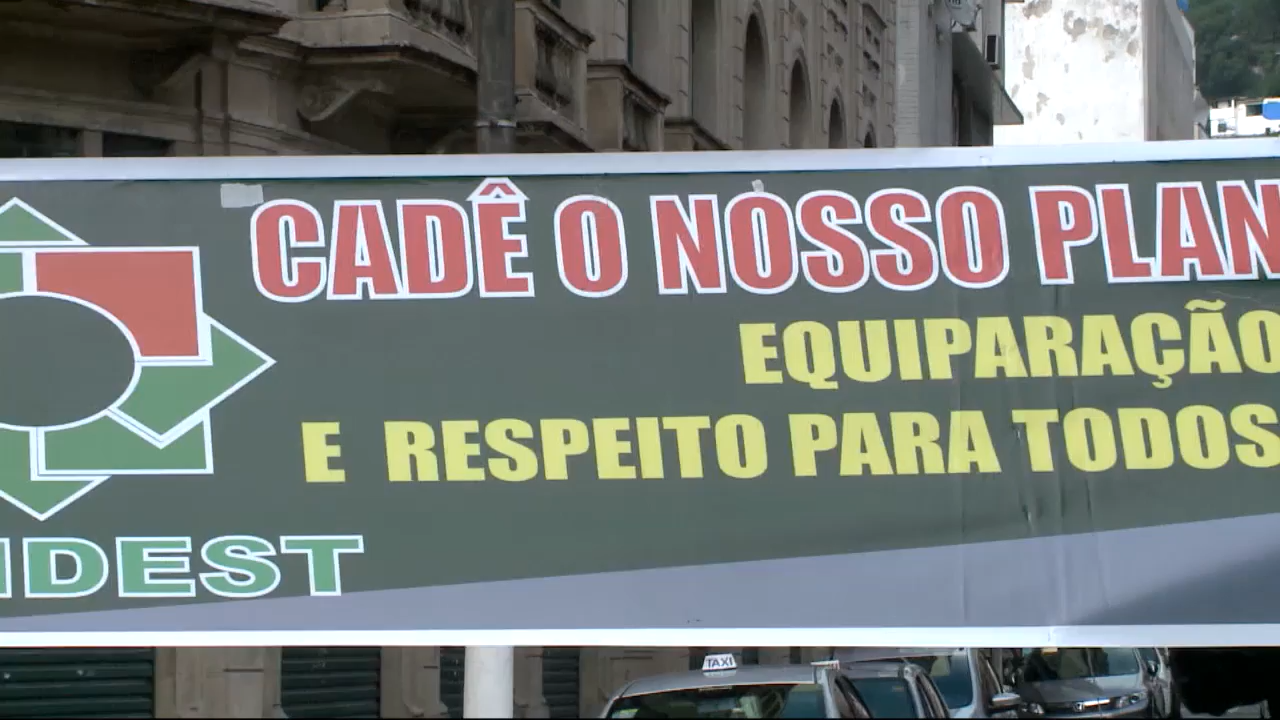 CADÊ O NOSSO PLAN
EQUIPARAÇÃO
E RESPEITO PARA TODOS
IDEST
TAXI